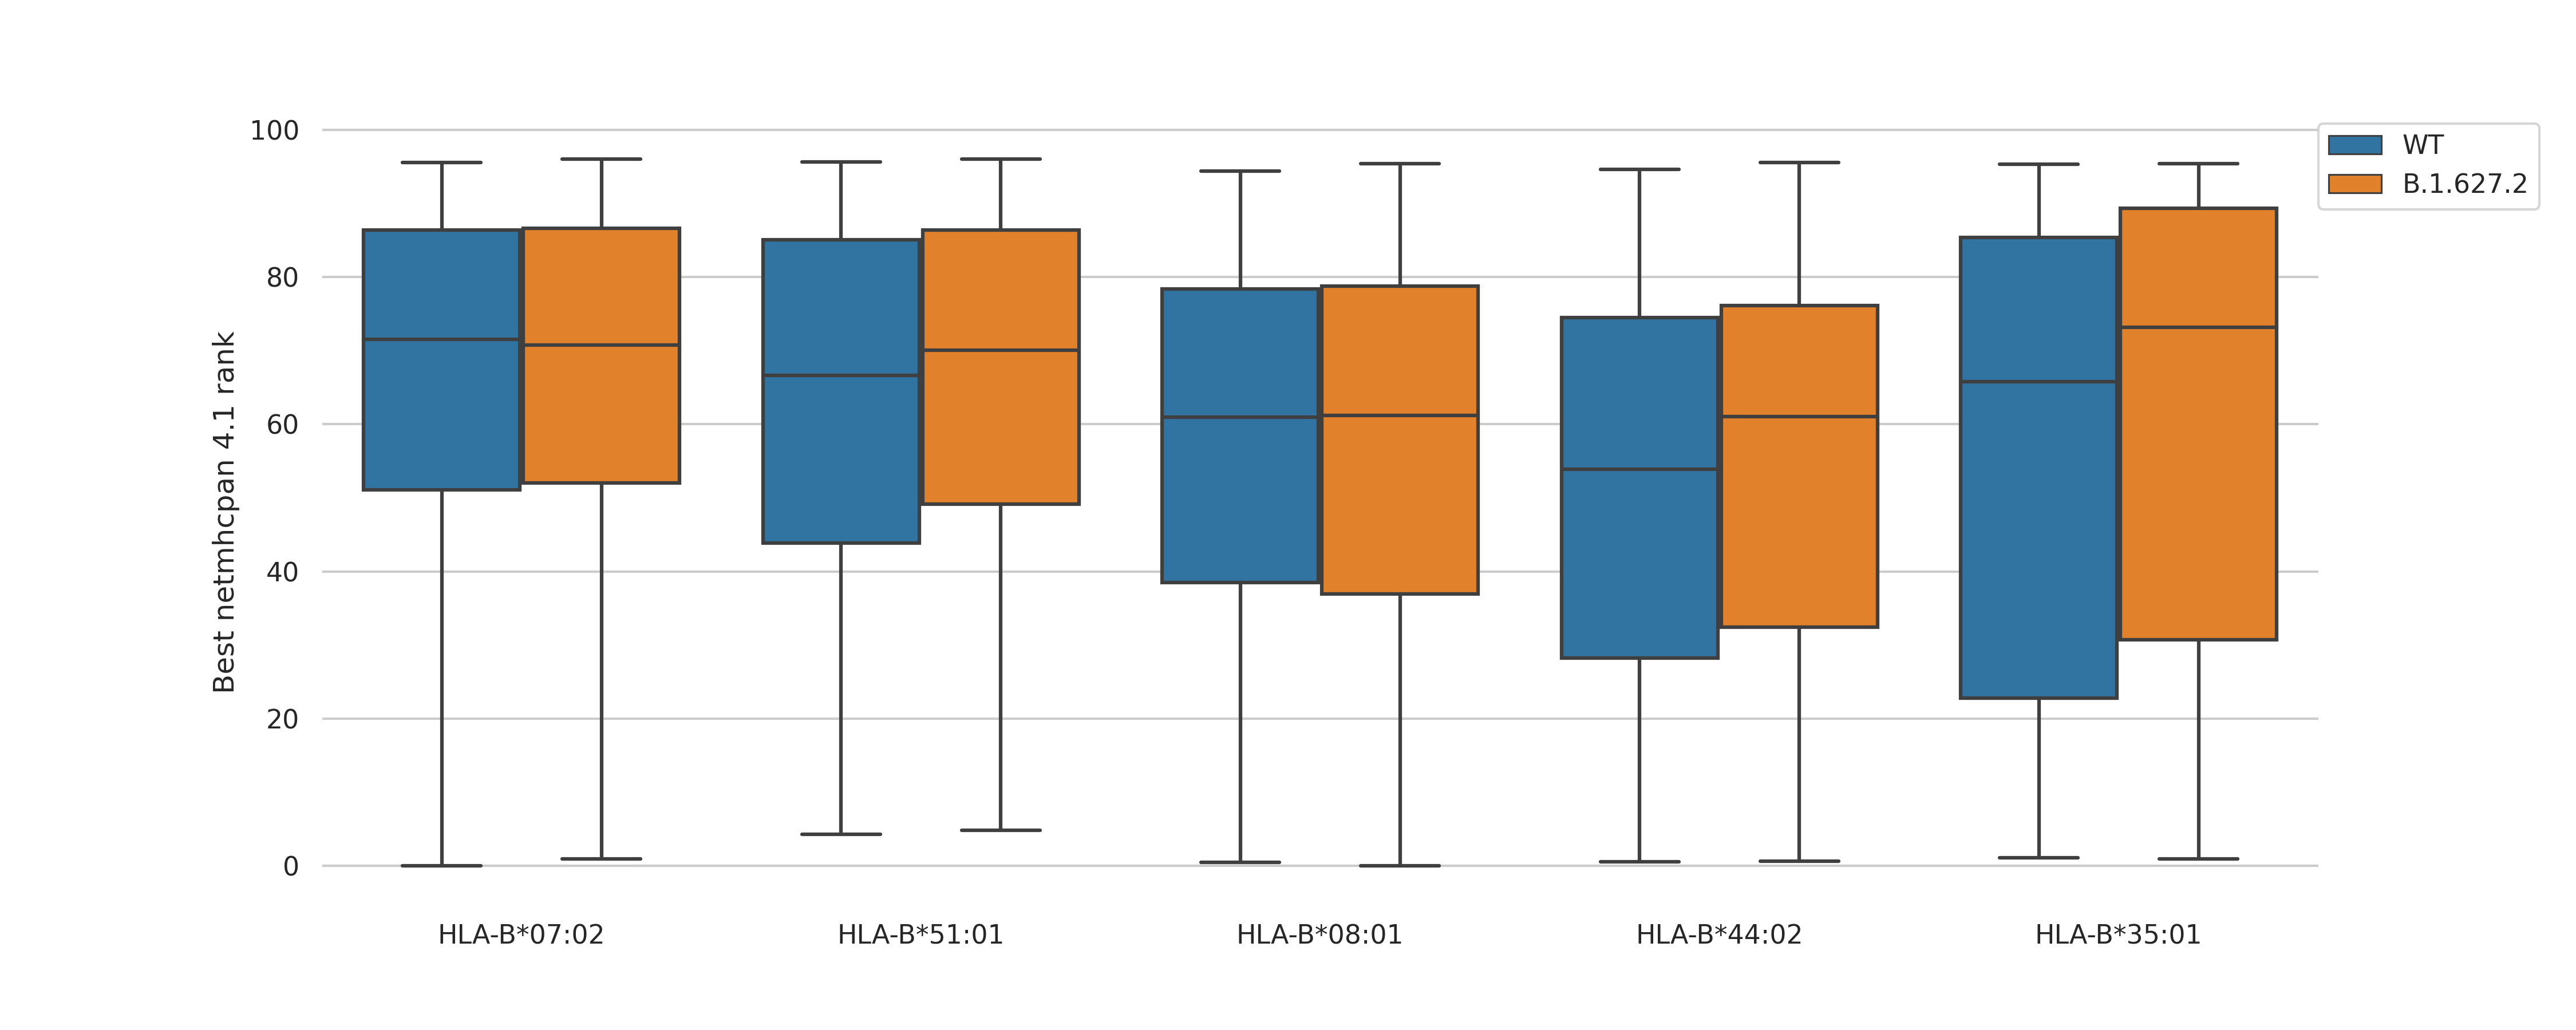 100
80
60
40
20
0
Best netmhcpan 4.1 rank
WT
B.1.627.2
HLA-B*07:02
HLA-B*51:01
HLA-B*08:01
HLA-B*44:02
HLA-B*35:01